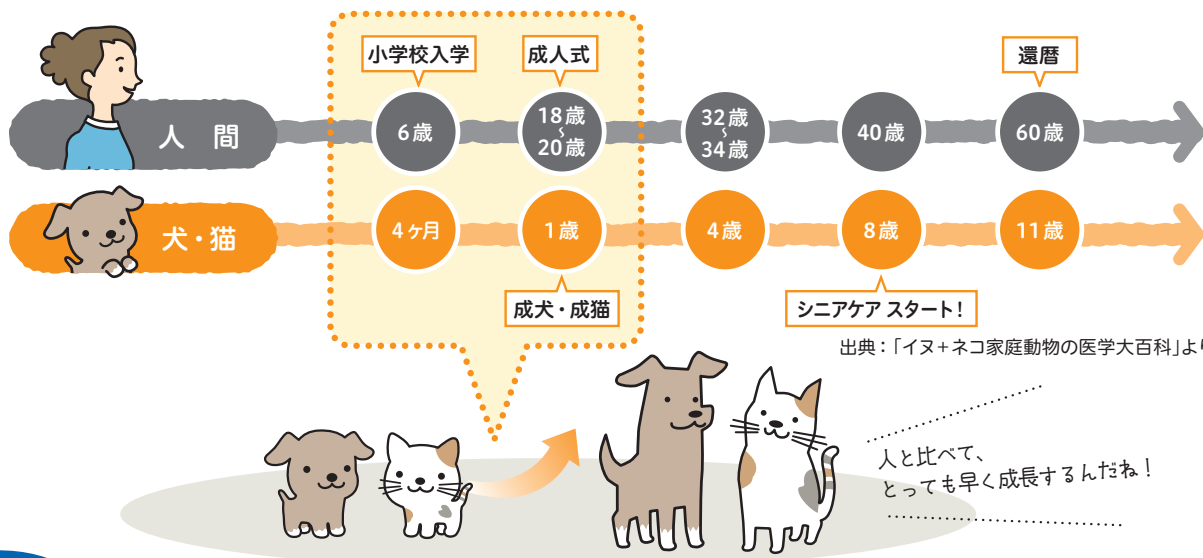 小学校入学
成人式
還暦
人 間
6歳
18歳
〜
20歳
32歳
〜
34歳
40歳
60歳
犬・猫
4ヶ月
1歳
4歳
8歳
11歳
成犬・成猫
シニアケア スタート！
出典：「イヌ+ネコ家庭動物の医学大百科」よ
人と比べて、
とっても早く成長するんだね！